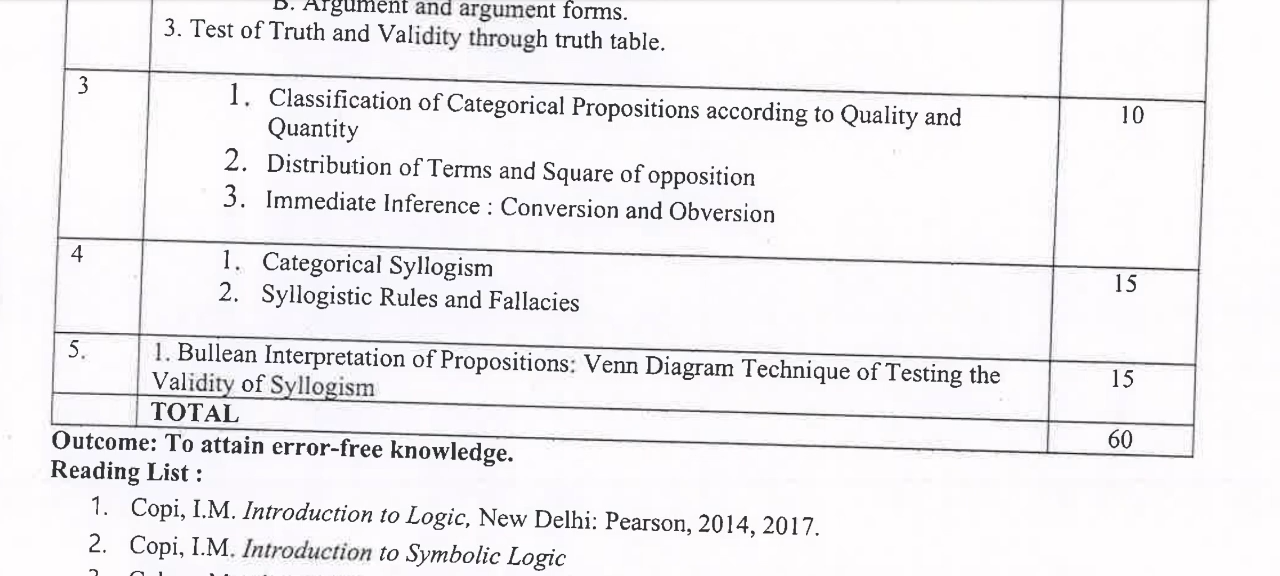 B. Argument and argument forms.
3. Test of Truth and Validity through truth table.
3
1. Classification of Categorical Propositions according to Quality and
Quantity
10
2. Distribution of Terms and Square of opposition
3. Immediate Inference : Conversion and Obversion
4
1. Categorical Syllogism
2. Syllogistic Rules and Fallacies
15
5.
1. Bullean Interpretation of Propositions: Venn Diagram Technique of Testing the
Validity of Syllogism
15
TOTAL
60
Outcome: To attain error-free knowledge.
Reading List :
1. Copi, I.M. Introduction to Logic, New Delhi: Pearson, 2014, 2017.
2. Copi, I.M. Introduction to Symbolic Logic